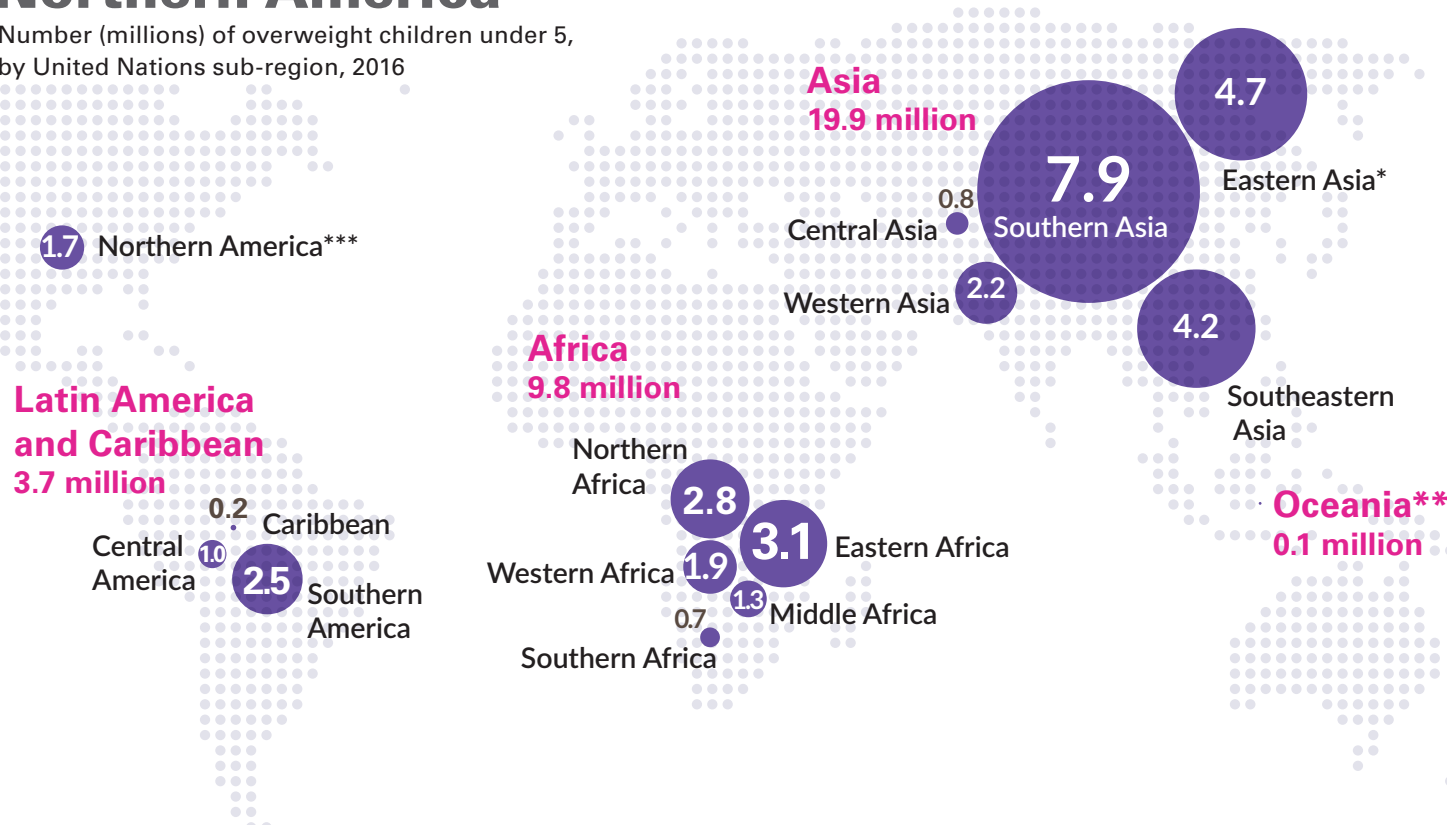 Northern America
Number (millions) of overweight children under 5,
by United Nations sub-region, 2016
Asia
19.9 million
4.7
Eastern Asia*
7.9
Southern Asia
0.8
Central Asia
2.2
Western Asia
4.2
Southeastern
Asia
1.7 Northern America***
Africa
9.8 million
Northern
Africa
2.8
3.1 Eastern Africa
Western Africa 1.9
1.3 Middle Africa
0.7
Southern Africa
Latin America
and Caribbean
3.7 million
0.2
Caribbean
Central
America
1.0
2.5
Southern
America
Oceania**
0.1 million